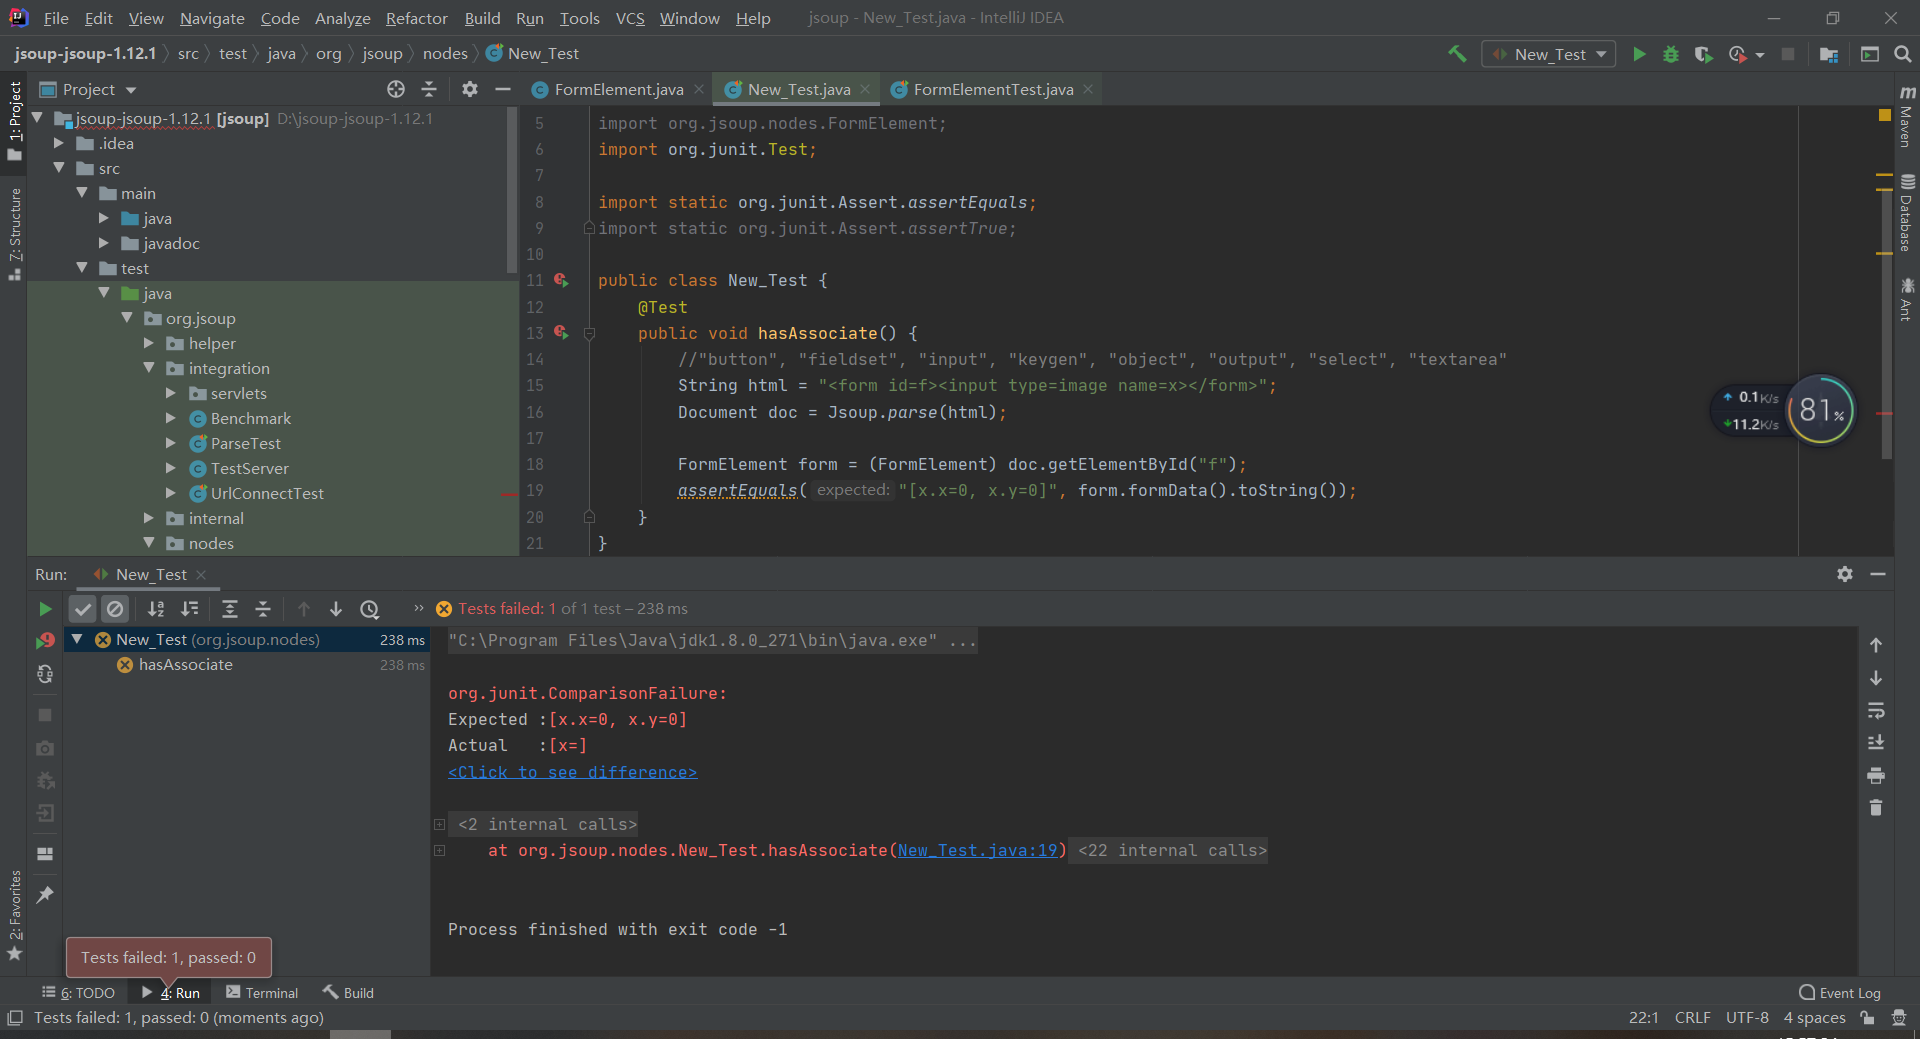 File Edit View Navigate Code Analyze Refactor Build Run Tools VCS Window Help jsoup - New_Test.java - IntelliJ IDEA
jsoup-jsoup-1.12.1 src test java org jsoup nodes New_Test
New_Test
1: Project
7: Structure
2: Favorites
Project
jsoup-jsoup-1.12.1 [jsoup] D:\jsoup-jsoup-1.12.1
.idea
src
main
java
javadoc
test
java
org.jsoup
helper
integration
servlets
Benchmark
ParseTest
TestServer
UrlConnectTest
internal
nodes
FormElement.java New_Test.java FormElementTest.java
5 import org.jsoup.nodes.FormElement;
6 import org.junit.Test;
7
8 import static org.junit.Assert.assertEquals;
9 import static org.junit.Assert.assertTrue;
10
11 public class New_Test {
12 @Test
13 public void hasAssociate() {
14 //"button", "fieldset", "input", "keygen", "object", "output", "select", "textarea"
15 String html = "<form id=f><input type=image name=x></form>";
16 Document doc = Jsoup.parse(html);
17
18 FormElement form = (FormElement) doc.getElementById("f");
19 assertEquals( expected: "[x.x=0, x.y=0]", form.formData().toString());
20 }
21 }
Maven
Database
Ant
0.1K/s
11.2K/s
81%
Run: New_Test
Tests failed: 1 of 1 test – 238 ms
New_Test (org.jsoup.nodes) 238 ms
hasAssociate 238 ms
"C:\Program Files\Java\jdk1.8.0_271\bin\java.exe" ...
org.junit.ComparisonFailure:
Expected :[x.x=0, x.y=0]
Actual :[x=]
<Click to see difference>
<2 internal calls>
at org.jsoup.nodes.New_Test.hasAssociate(New_Test.java:19) <22 internal calls>
Process finished with exit code -1
Tests failed: 1, passed: 0
6: TODO 4: Run Terminal Build Event Log
Tests failed: 1, passed: 0 (moments ago) 22:1 CRLF UTF-8 4 spaces